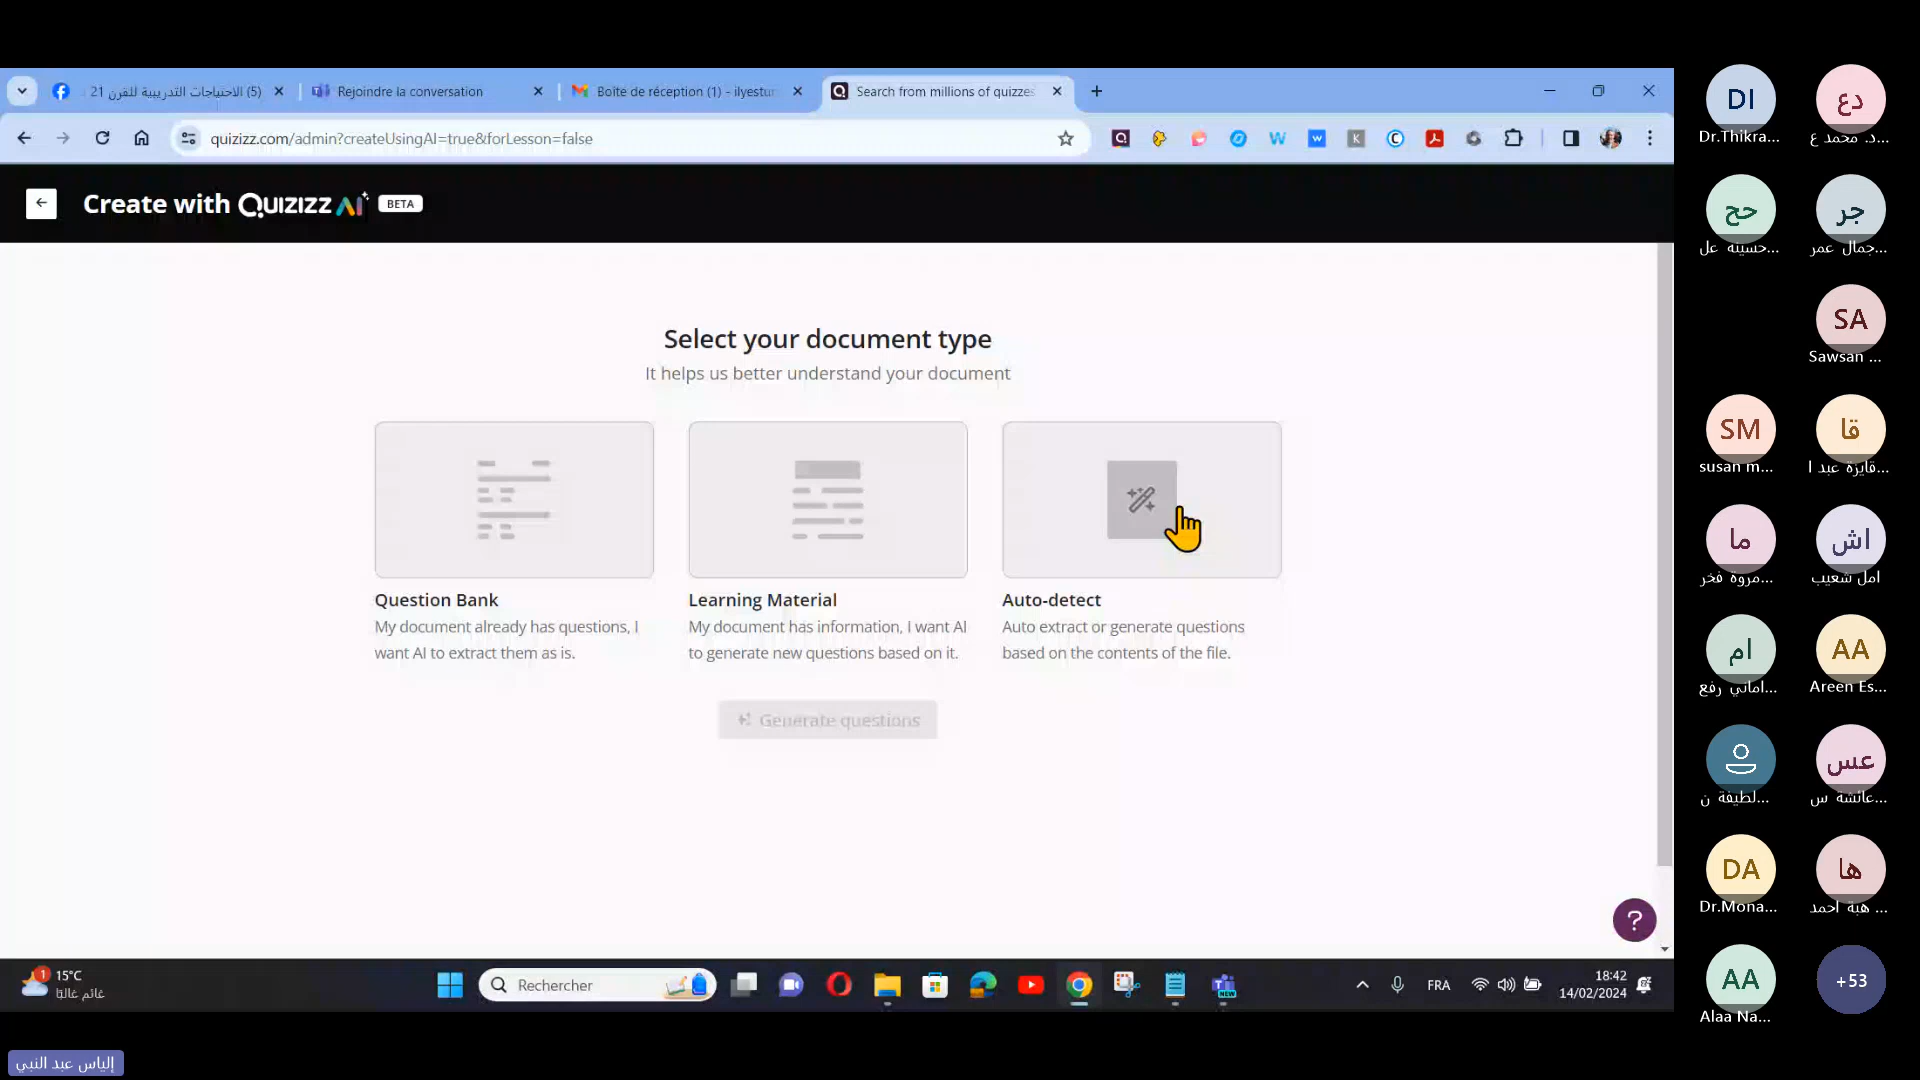 (5) الاحتياجات التدريبية للقرن 21
Rejoindre la conversation
Boîte de réception (1) - ilyestur
Search from millions of quizzes
quizizz.com/admin?createUsingAI=true&forLesson=false
Create with QUIZIZZ AI BETA
Select your document type
It helps us better understand your document
Question Bank
My document already has questions, I
want AI to extract them as is.
Learning Material
My document has information, I want AI
to generate new questions based on it.
Auto-detect
Auto extract or generate questions
based on the contents of the file.
Generate questions
?
1
15°C
غائم غالبًا
Rechercher
NEW
FRA
18:42
14/02/2024
إلياس عبد النبي
DI
Dr.Thikra...
دع
د. محمد ع...
حح
حسينه عل...
جر
جمال عمر...
SA
Sawsan ...
SM
susan m...
قا
قايزة عبد ا...
ما
مروة فخر...
اش
امل شعيب
ام
اماني رفع...
AA
Areen Es...
لطيفة ن...
عس
عائشة س...
DA
Dr.Mona...
ها
هبة احمد ...
AA
Alaa Na...
+53